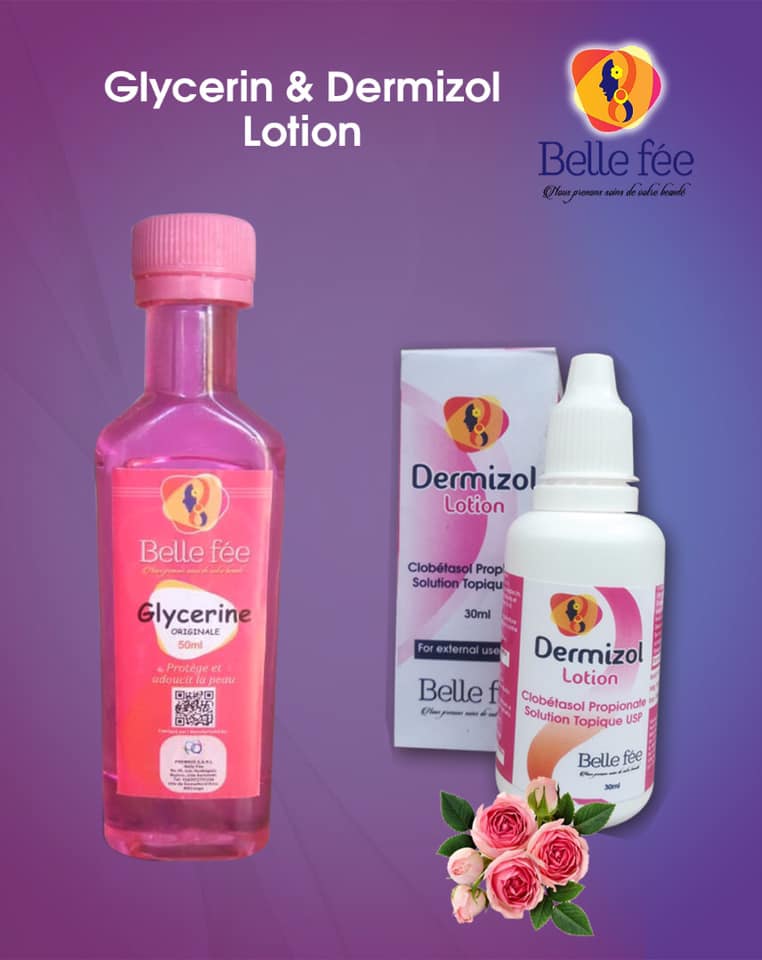 Glycerin & Dermizol
Lotion
Belle fée
Nous prenons soins de votre beauté
Belle fée
Glycerine
ORIGINALE
50ml
Protège et
adoucit la peau
Dermizol
Lotion
Clobétasol Propi
Solution Topique
30ml
For external use
Belle fé
Dermizol
Lotion
Clobétasol Propionate
Solution Topique USP
Belle fée
30ml